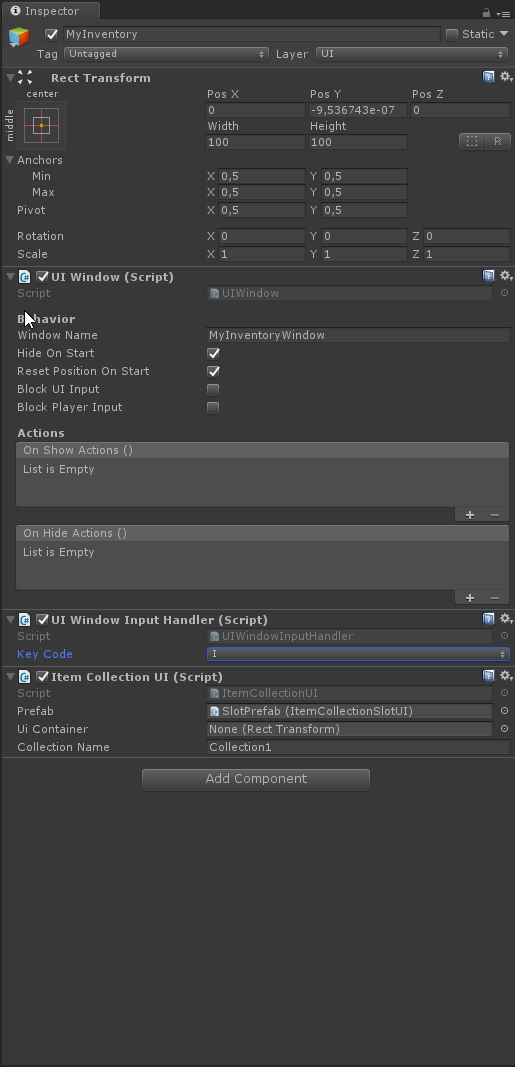 Inspector
MyInventory Static
Tag Untagged Layer UI
Rect Transform
center Pos X Pos Y Pos Z
middle 0 -9,536743e-07 0
Width Height
100 100 R
Anchors
Min X 0,5 Y 0,5
Max X 0,5 Y 0,5
Pivot X 0,5 Y 0,5
Rotation X 0 Y 0 Z 0
Scale X 1 Y 1 Z 1
UI Window (Script)
Script UIWindow
Behavior
Window Name MyInventoryWindow
Hide On Start
Reset Position On Start
Block UI Input
Block Player Input
Actions
On Show Actions ()
List is Empty
+ −
On Hide Actions ()
List is Empty
+ −
UI Window Input Handler (Script)
Script UIWindowInputHandler
Key Code I
Item Collection UI (Script)
Script ItemCollectionUI
Prefab SlotPrefab (ItemCollectionSlotUI)
Ui Container None (Rect Transform)
Collection Name Collection1
Add Component